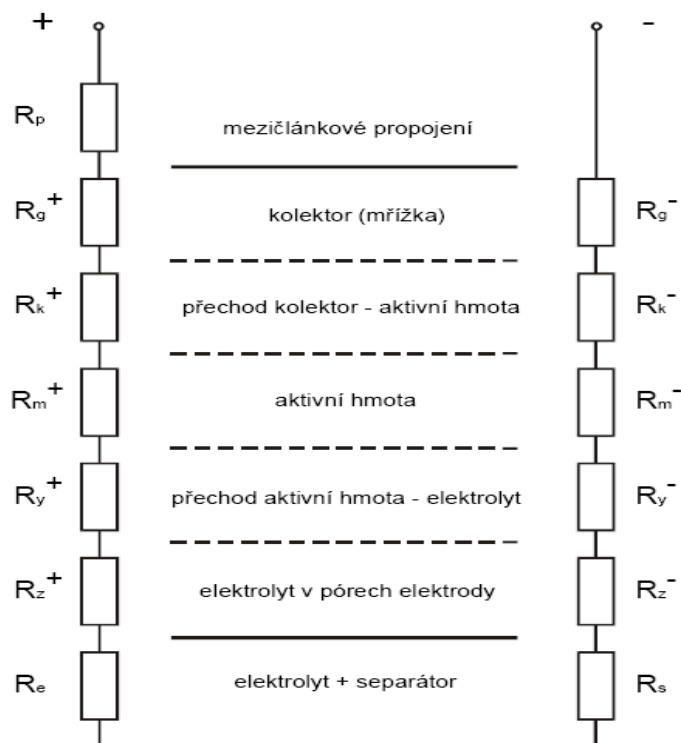 + -
Rp mezičlánkové propojení
Rg+ kolektor (mřížka) Rg-
Rk+ přechod kolektor - aktivní hmota Rk-
Rm+ aktivní hmota Rm-
Ry+ přechod aktivní hmota - elektrolyt Ry-
Rz+ elektrolyt v pórech elektrody Rz-
Re elektrolyt + separátor Rs